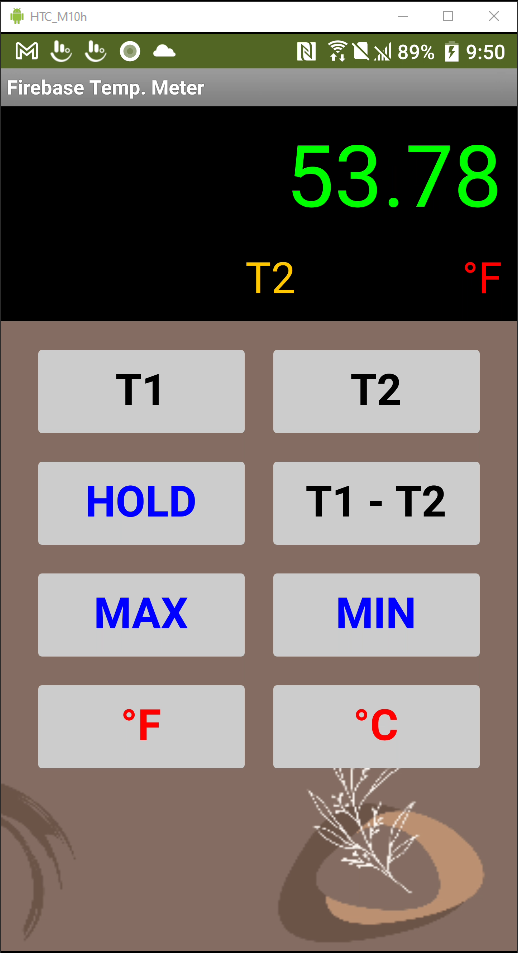 HTC_M10h
89% 9:50
Firebase Temp. Meter
53.78
T2 °F
T1 T2
HOLD T1 - T2
MAX MIN
°F °C